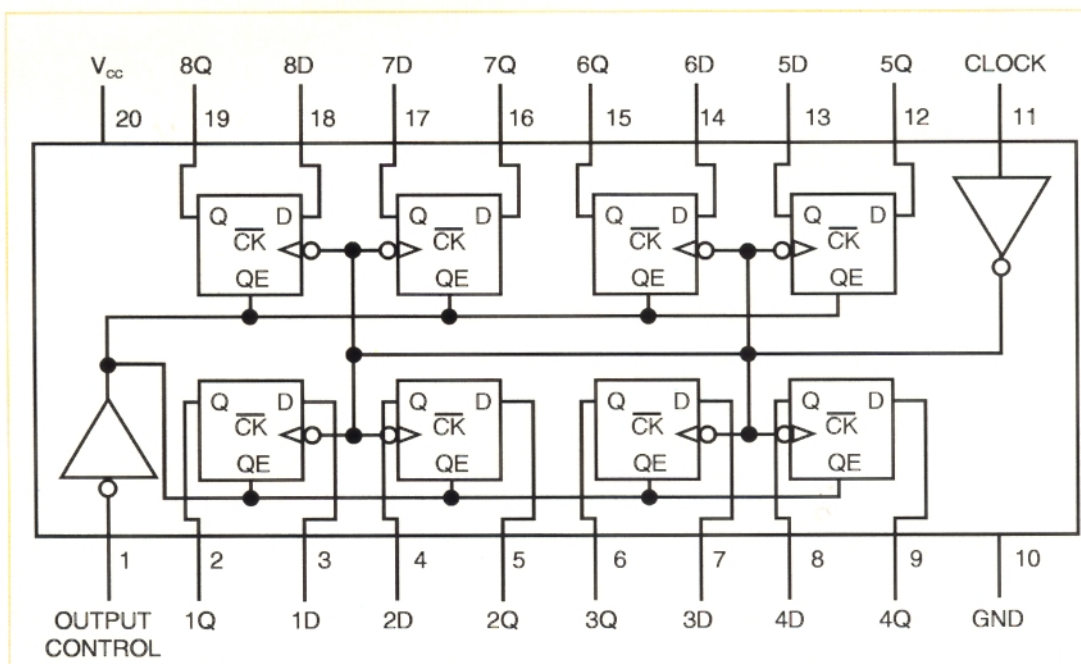 Vcc 8Q 8D 7D 7Q 6Q 6D 5D 5Q CLOCK
20 19 18 17 16 15 14 13 12 11
Q D Q D Q D Q D
CK CK CK CK
QE QE QE QE
Q D Q D Q D Q D
CK CK CK CK
QE QE QE QE
1 2 3 4 5 6 7 8 9 10
OUTPUT CONTROL 1Q 1D 2D 2Q 3Q 3D 4D 4Q GND